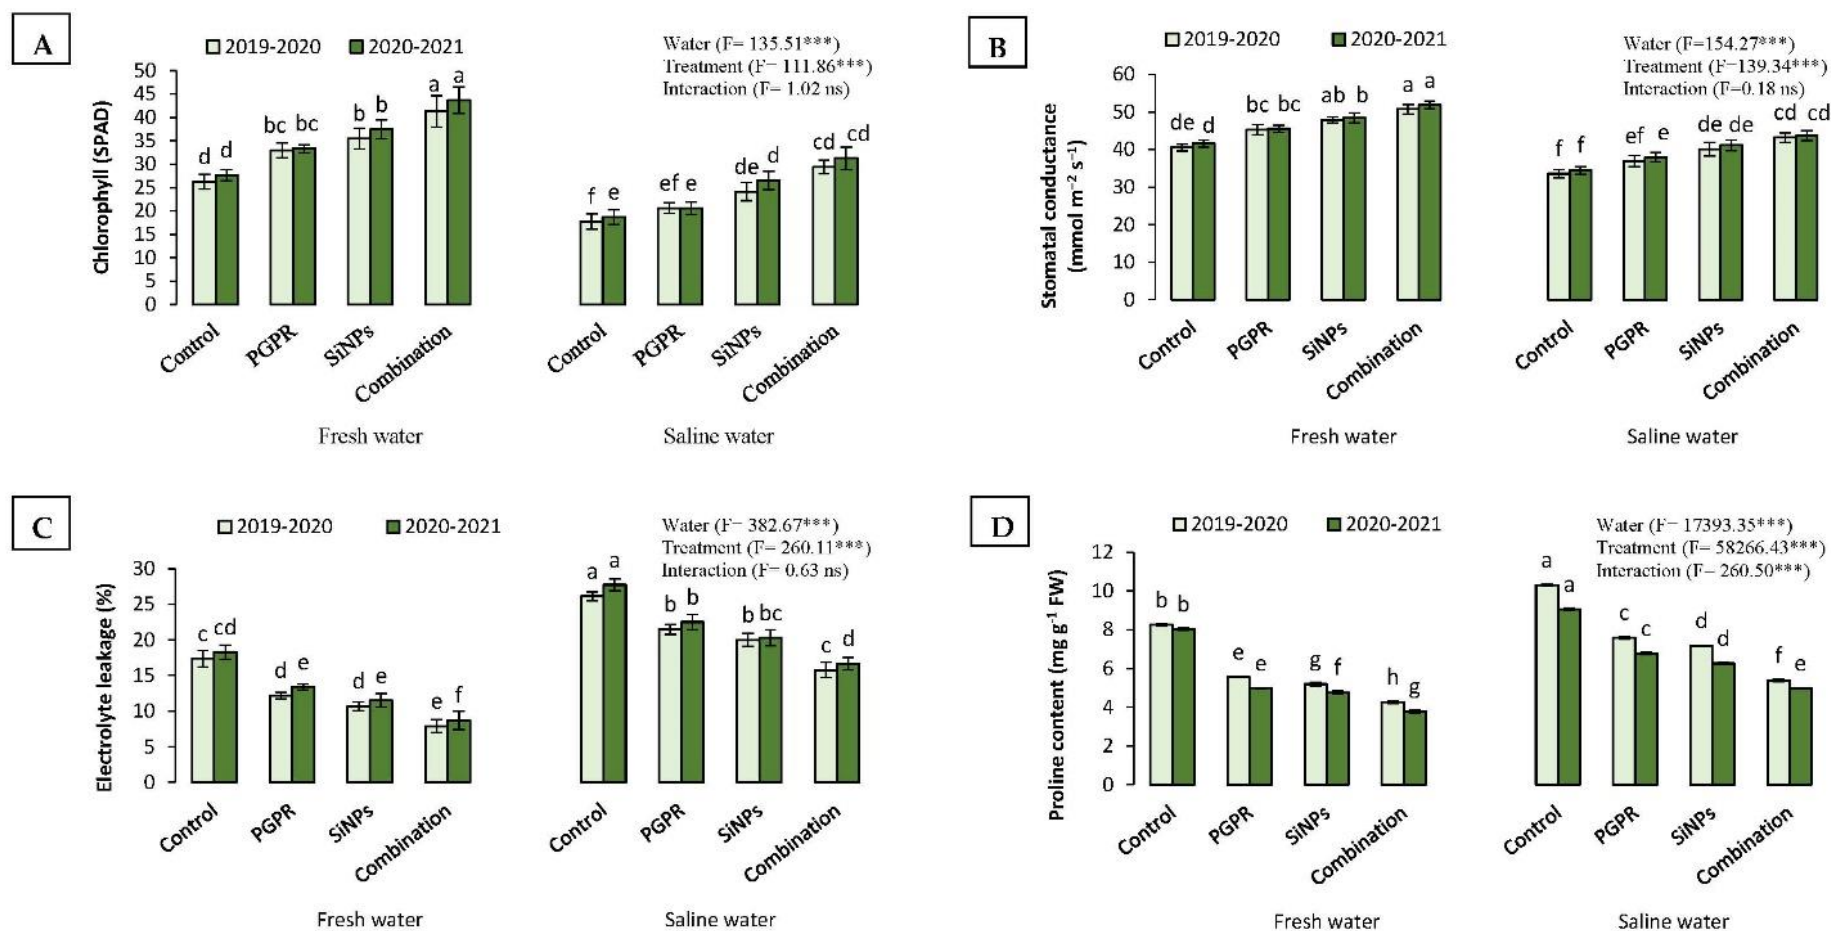 A
2019-2020 2020-2021
Water (F= 135.51***)
Treatment (F= 111.86***)
Interaction (F= 1.02 ns)
Chlorophyll (SPAD)
50
45
40
35
30
25
20
15
10
5
0
d d bc bc b b a a
f e ef e de d cd cd
Control PGPR SiNPs Combination
Control PGPR SiNPs Combination
Fresh water Saline water
B
2019-2020 2020-2021
Water (F=154.27***)
Treatment (F=139.34***)
Interaction (F=0.18 ns)
Stomatal conductance
(mmol m⁻² s⁻¹)
60
50
40
30
20
10
0
de d bc bc ab b a a
f f ef e de de cd cd
Control PGPR SiNPs Combination
Control PGPR SiNPs Combination
Fresh water Saline water
C
2019-2020 2020-2021
Water (F= 382.67***)
Treatment (F= 260.11***)
Interaction (F= 0.63 ns)
Electrolyte leakage (%)
30
25
20
15
10
5
0
c cd d e d e e f
a a b b b bc c d
Control PGPR SiNPs Combination
Control PGPR SiNPs Combination
Fresh water Saline water
D
2019-2020 2020-2021
Water (F= 17393.35***)
Treatment (F= 58266.43***)
Interaction (F= 260.50***)
Proline content (mg g⁻¹ FW)
12
10
8
6
4
2
0
b b e e g f h g
a a c c d d f e
Control PGPR SiNPs Combination
Control PGPR SiNPs Combination
Fresh water Saline water